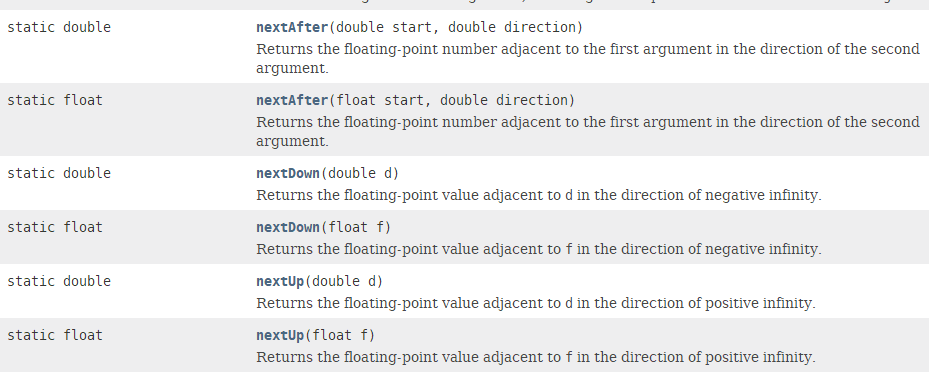 static double nextAfter(double start, double direction)
Returns the floating-point number adjacent to the first argument in the direction of the second
argument.
static float nextAfter(float start, double direction)
Returns the floating-point number adjacent to the first argument in the direction of the second
argument.
static double nextDown(double d)
Returns the floating-point value adjacent to d in the direction of negative infinity.
static float nextDown(float f)
Returns the floating-point value adjacent to f in the direction of negative infinity.
static double nextUp(double d)
Returns the floating-point value adjacent to d in the direction of positive infinity.
static float nextUp(float f)
Returns the floating-point value adjacent to f in the direction of positive infinity.